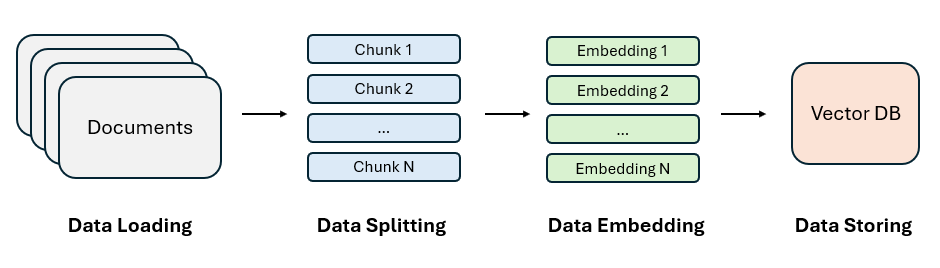 Documents
Chunk 1
Chunk 2
...
Chunk N
Embedding 1
Embedding 2
...
Embedding N
Vector DB
Data Loading
Data Splitting
Data Embedding
Data Storing